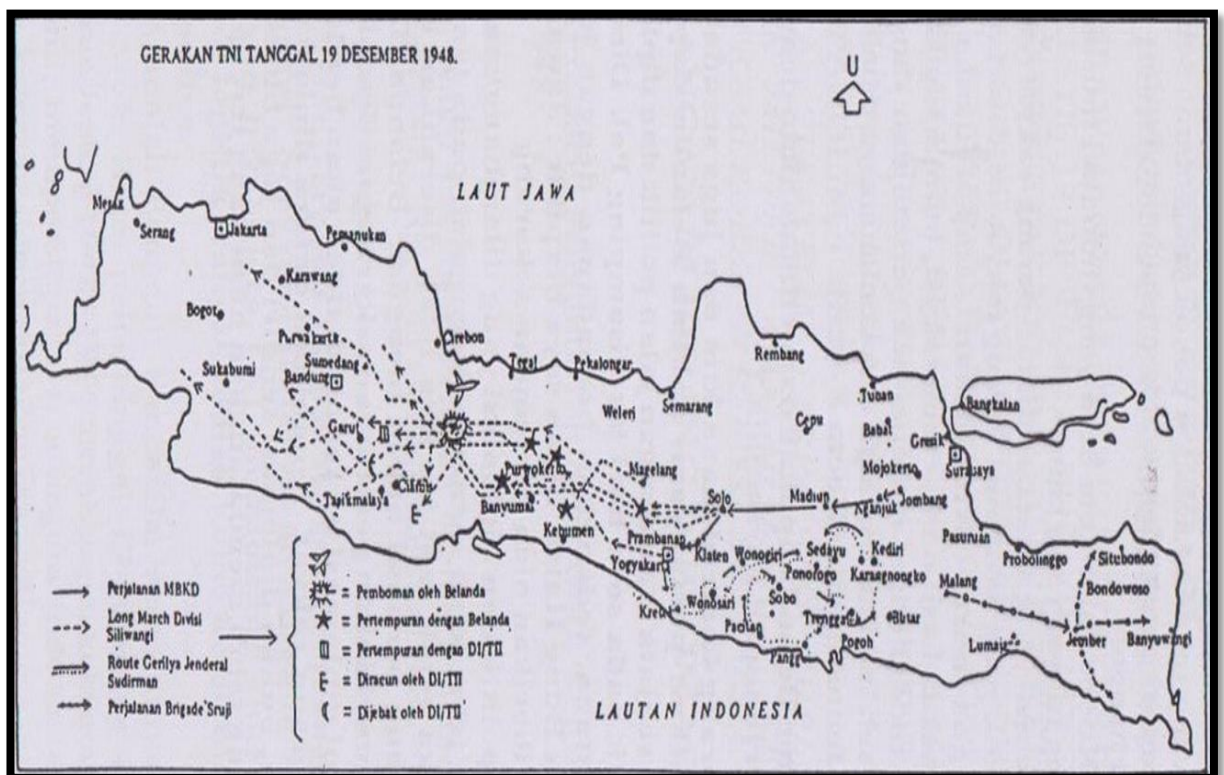 GERAKAN TNI TANGGAL 19 DESEMBER 1948.
U
LAUT JAWA
Merak
Serang
Jakarta
Pamanukan
Karawang
Bogor
Purwakarta
Cirebon
Sumedang
Bandung
Sukabumi
Tegal
Pekalongan
Rembang
Weleri
Semarang
Tuban
Bangkalan
Cepu
Babat
Gresik
Surabaya
Garut
Mojokerto
Purwokerto
Magelang
Tasikmalaya
Banyumas
Solo
Madiun
Nganjuk
Jombang
Kebumen
Prambanan
Klaten
Wonogiri
Sedayu
Kediri
Pasuruan
Probolinggo
Situbondo
Yogyakarta
Ponorogo
Karangnongko
Bondowoso
Malang
Wonosari
Sobo
Kretek
Pacitan
Trenggalek
Blitar
Lumajang
Jember
Banyuwangi
Panggul
Pogoh
LAUTAN INDONESIA
Perjalanan MBKD
Long March Divisi
Siliwangi
Route Gerilya Jenderal
Sudirman
Perjalanan Brigade Sruji
= Pemboman oleh Belanda
= Pertempuran dengan Belanda
= Pertempuran dengan DI/TII
= Diracun oleh DI/TII
= Dijebak oleh DI/TII